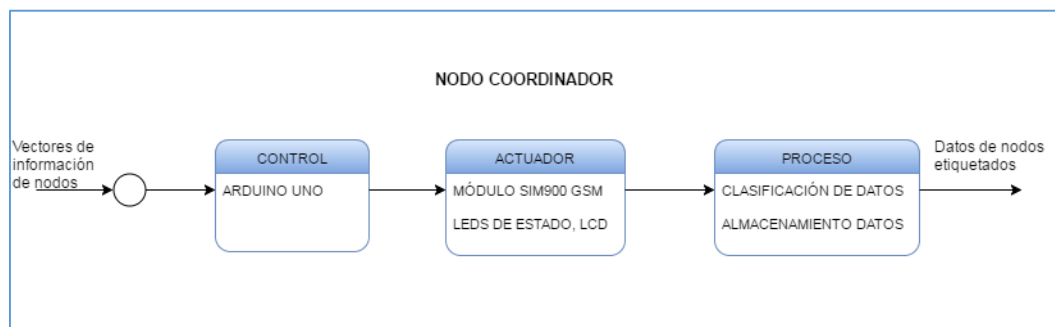 NODO COORDINADOR
Vectores de
información
de nodos
CONTROL
ARDUINO UNO
ACTUADOR
MÓDULO SIM900 GSM
LEDS DE ESTADO, LCD
PROCESO
CLASIFICACIÓN DE DATOS
ALMACENAMIENTO DATOS
Datos de nodos
etiquetados